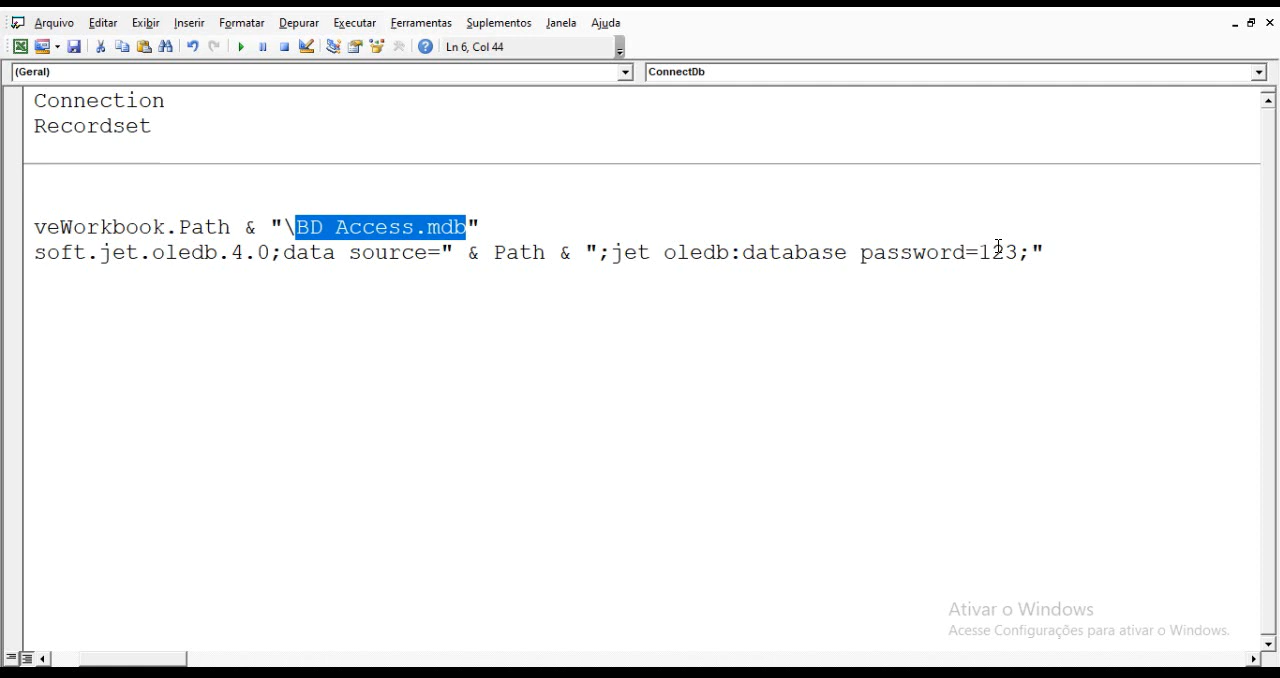 Arquivo Editar Exibir Inserir Formatar Depurar Executar Ferramentas Suplementos Janela Ajuda
Ln 6, Col 44
(Geral) ConnectDb
Connection
Recordset
veWorkbook.Path & "\BD Access.mdb"
soft.jet.oledb.4.0;data source=" & Path & ";jet oledb:database password=123;"
Ativar o Windows
Acesse Configurações para ativar o Windows.